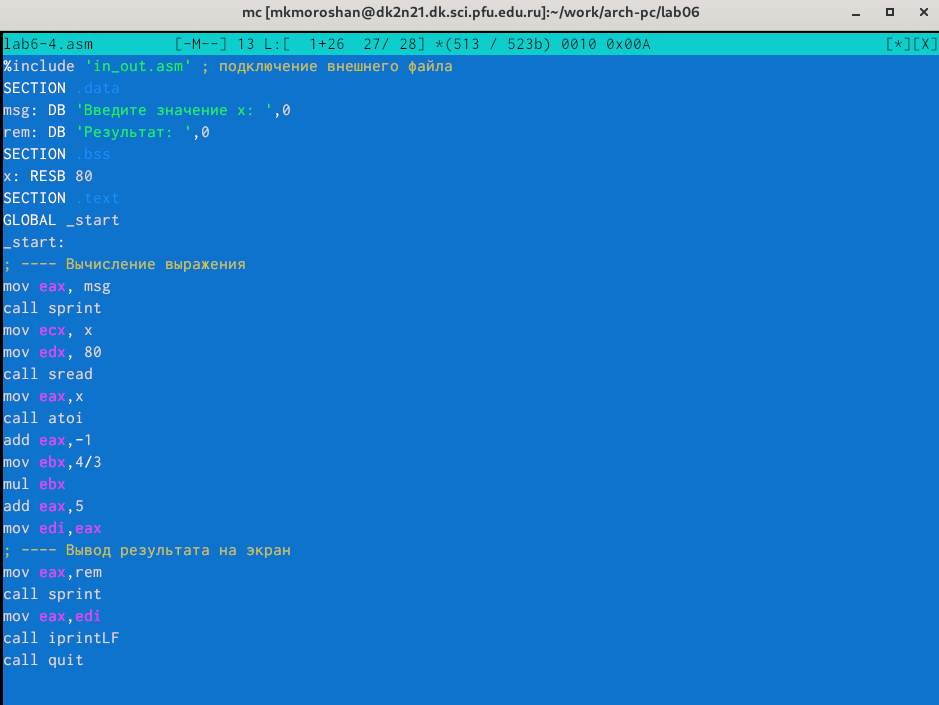 mc [mkmoroshan@dk2n21.dk.sci.pfu.edu.ru]:~/work/arch-pc/lab06
lab6-4.asm [-M--] 13 L:[ 1+26 27/ 28] *(513 / 523b) 0010 0x00A [*][X]
%include 'in_out.asm' ; подключение внешнего файла
SECTION .data
msg: DB 'Введите значение x: ',0
rem: DB 'Результат: ',0
SECTION .bss
x: RESB 80
SECTION .text
GLOBAL _start
_start:
; ---- Вычисление выражения
mov eax, msg
call sprint
mov ecx, x
mov edx, 80
call sread
mov eax,x
call atoi
add eax,-1
mov ebx,4/3
mul ebx
add eax,5
mov edi,eax
; ---- Вывод результата на экран
mov eax,rem
call sprint
mov eax,edi
call iprintLF
call quit